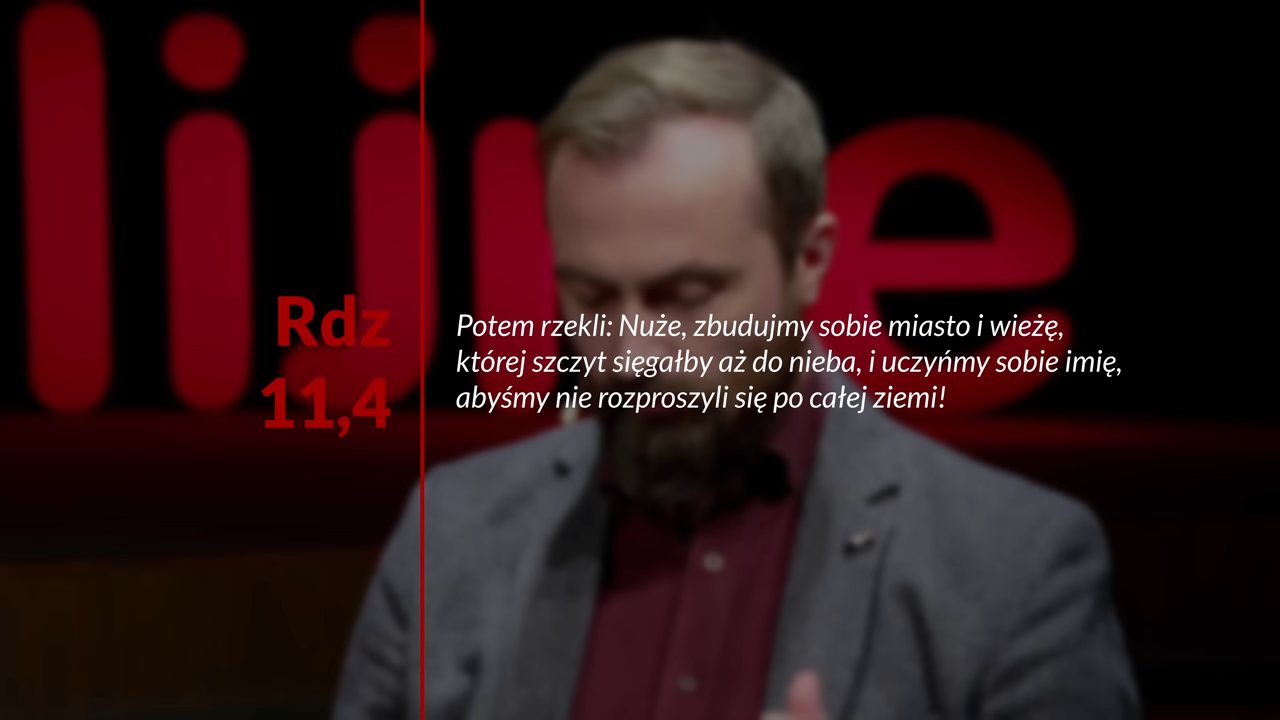 lijne
Rdz
11,4
Potem rzekli: Nuże, zbudujmy sobie miasto i wieżę,
której szczyt sięgałby aż do nieba, i uczyńmy sobie imię,
abyśmy nie rozproszyli się po całej ziemi!